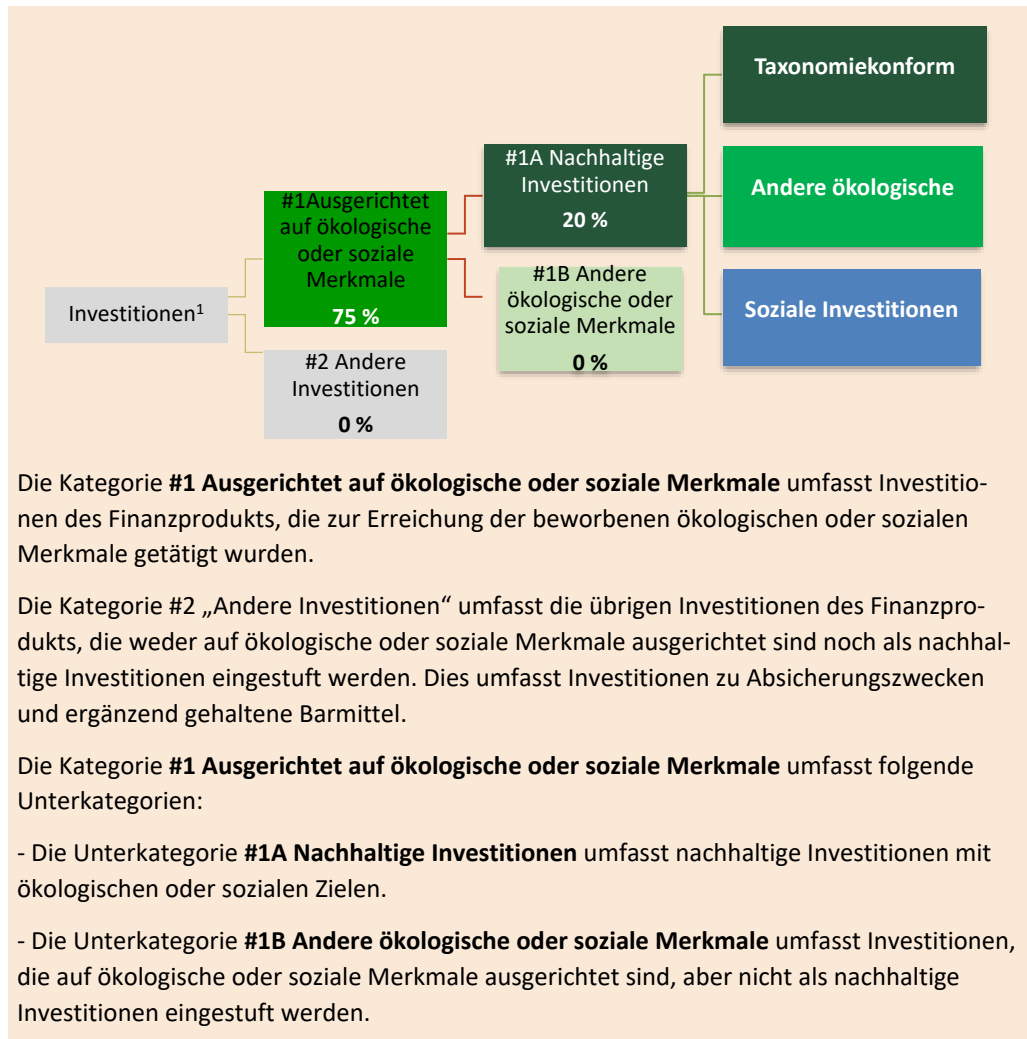 Taxonomiekonform
#1A Nachhaltige
Investitionen
20 %
Andere ökologische
#1Ausgerichtet
auf ökologische
oder soziale
Merkmale
75 %
#1B Andere
ökologische oder
soziale Merkmale
0 %
Soziale Investitionen
Investitionen¹
#2 Andere
Investitionen
0 %
Die Kategorie #1 Ausgerichtet auf ökologische oder soziale Merkmale umfasst Investitio-
nen des Finanzprodukts, die zur Erreichung der beworbenen ökologischen oder sozialen
Merkmale getätigt wurden.
Die Kategorie #2 „Andere Investitionen“ umfasst die übrigen Investitionen des Finanzpro-
dukts, die weder auf ökologische oder soziale Merkmale ausgerichtet sind noch als nachhal-
tige Investitionen eingestuft werden. Dies umfasst Investitionen zu Absicherungszwecken
und ergänzend gehaltene Barmittel.
Die Kategorie #1 Ausgerichtet auf ökologische oder soziale Merkmale umfasst folgende
Unterkategorien:
- Die Unterkategorie #1A Nachhaltige Investitionen umfasst nachhaltige Investitionen mit
ökologischen oder sozialen Zielen.
- Die Unterkategorie #1B Andere ökologische oder soziale Merkmale umfasst Investitionen,
die auf ökologische oder soziale Merkmale ausgerichtet sind, aber nicht als nachhaltige
Investitionen eingestuft werden.